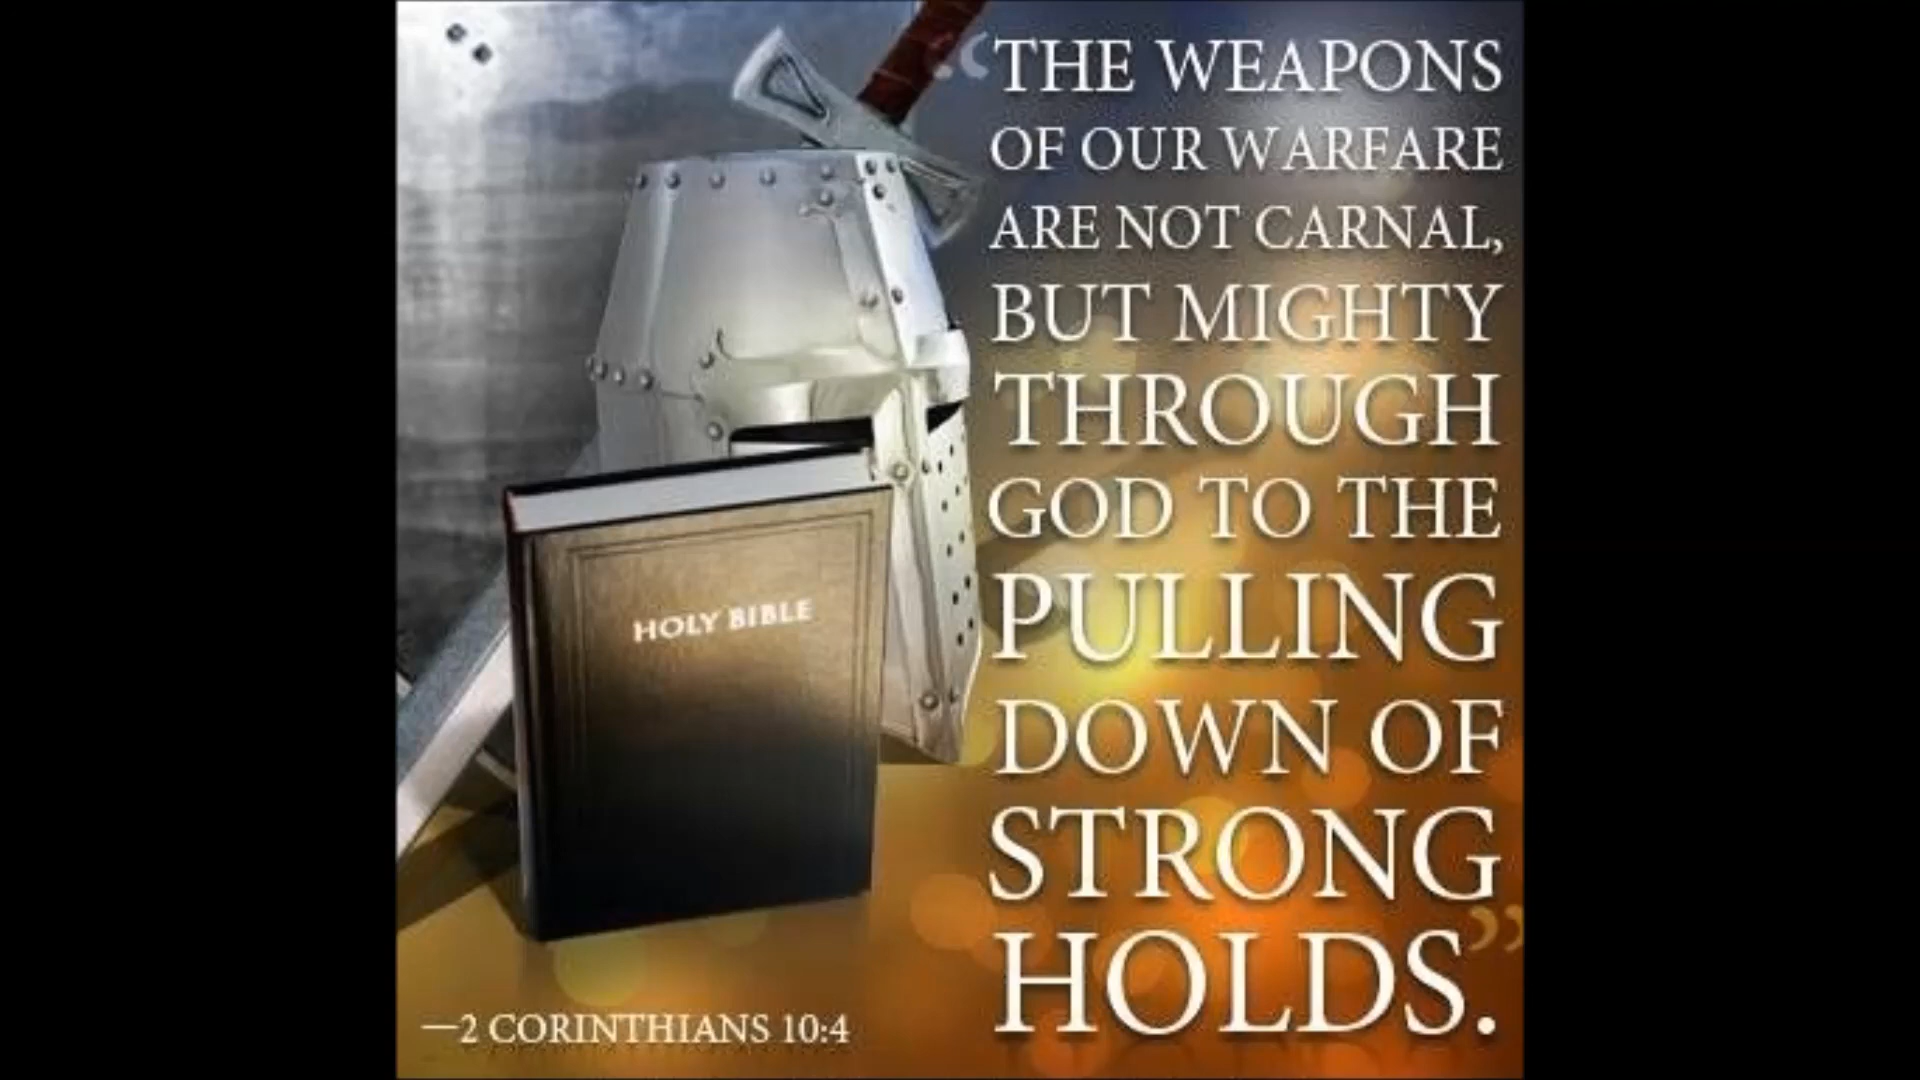 “THE WEAPONS
OF OUR WARFARE
ARE NOT CARNAL,
BUT MIGHTY
THROUGH
GOD TO THE
PULLING
DOWN OF
STRONG
HOLDS.”
HOLY BIBLE
—2 CORINTHIANS 10:4